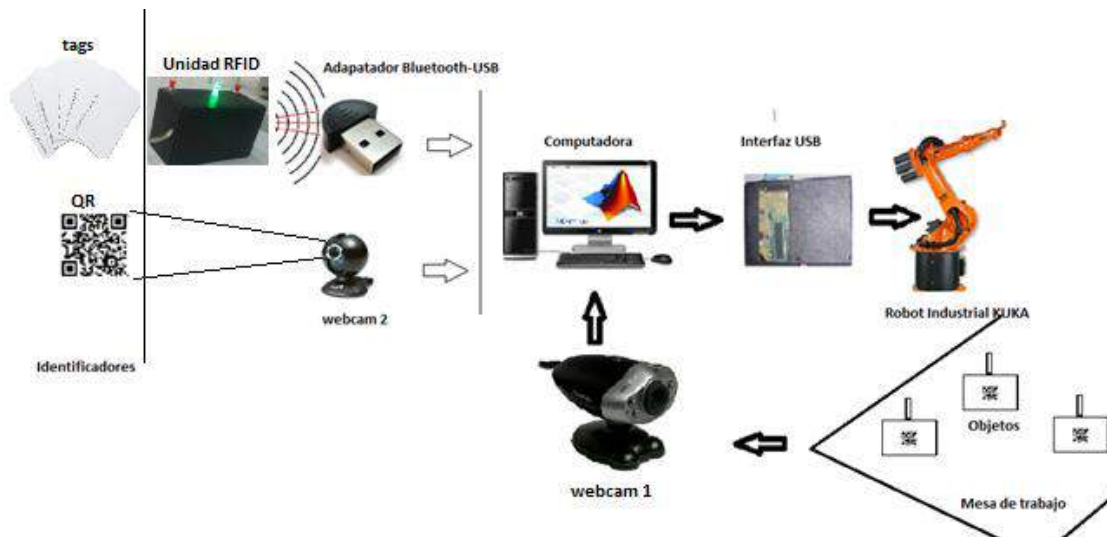 tags
Unidad RFID
Adapatador Bluetooth-USB
Computadora
Interfaz USB
QR
webcam 2
Robot Industrial KUKA
Identificadores
Objetos
webcam 1
Mesa de trabajo